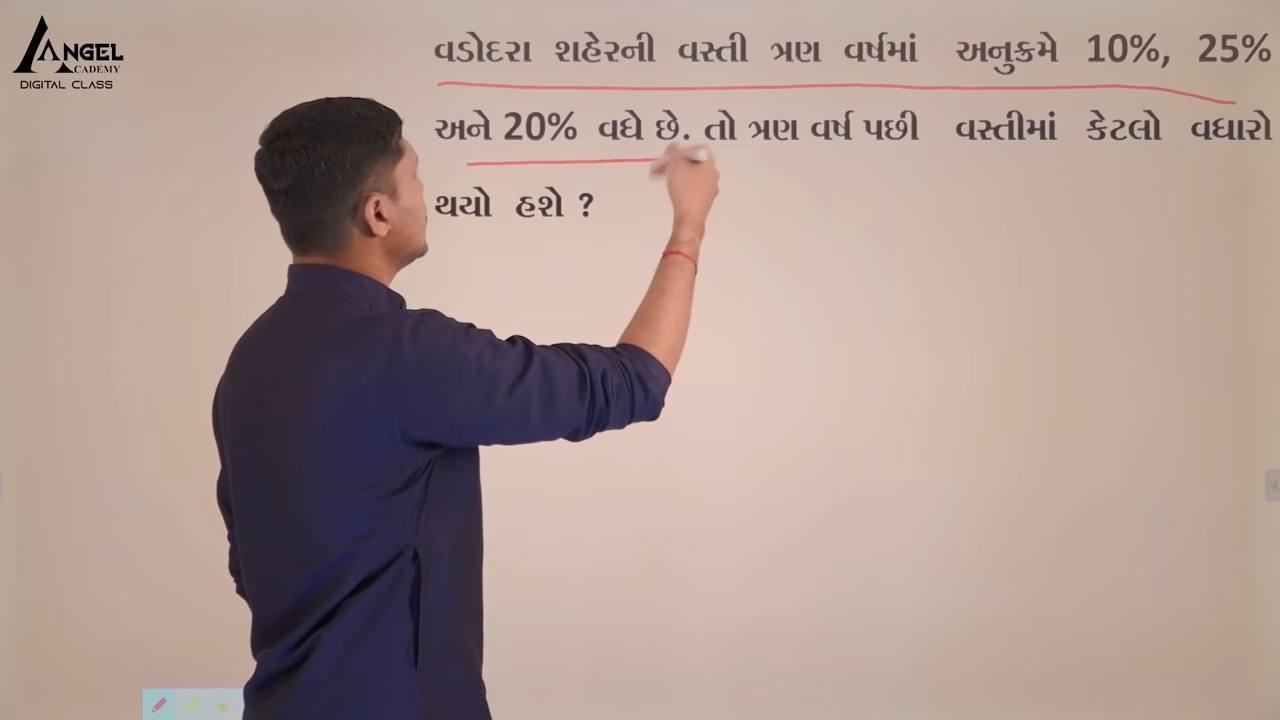 ANGEL
ACADEMY
DIGITAL CLASS
વડોદરા શહેરની વસ્તી ત્રણ વર્ષમાં અનુક્રમે 10%, 25%
અને 20% વધે છે. તો ત્રણ વર્ષ પછી વસ્તીમાં કેટલો વધારો
થયો હશે ?